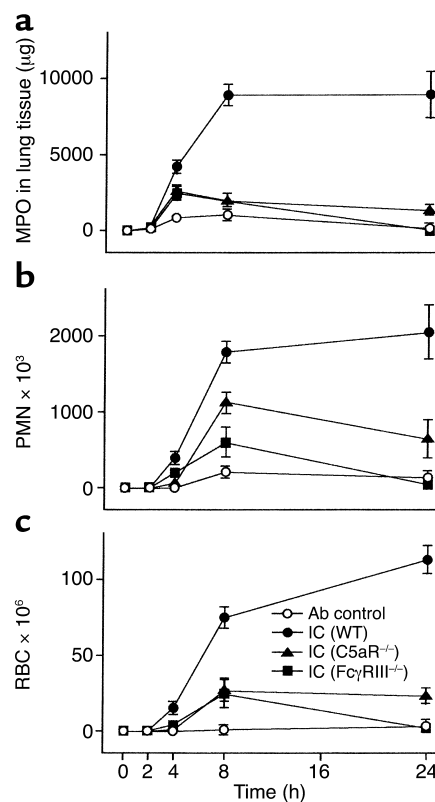 a
MPO in lung tissue (µg)
10000
5000
0
b
PMN × 10³
2000
1000
0
c
RBC × 10⁶
100
50
0
Ab control
IC (WT)
IC (C5aR⁻/⁻)
IC (FcγRIII⁻/⁻)
0 2 4 8 16 24
Time (h)